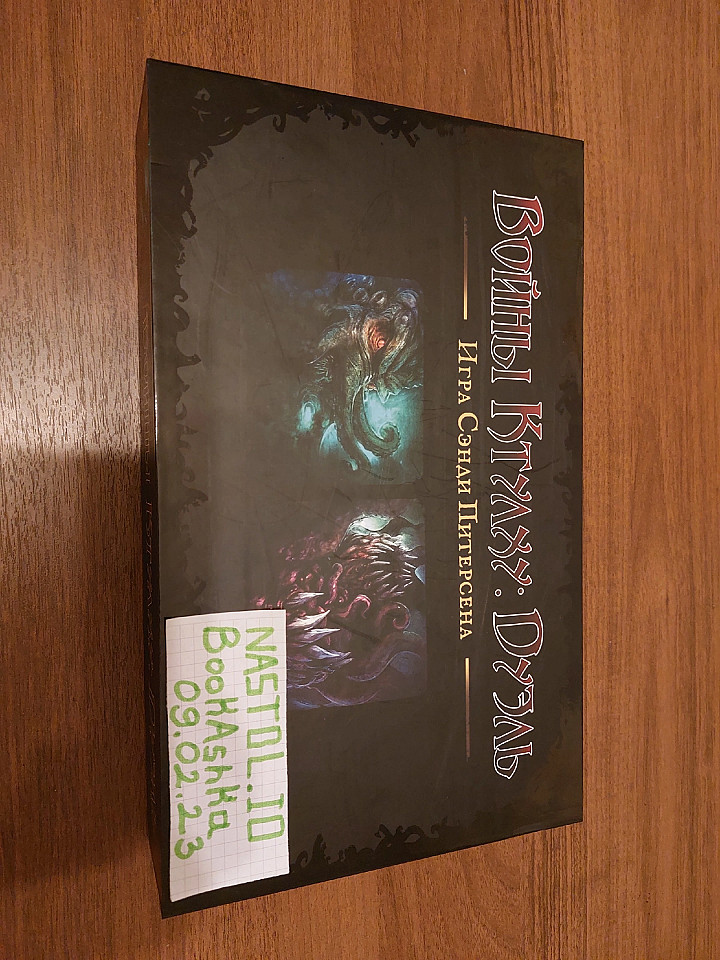 Войны Ктулху: Дуэль
Игра Сэнди Питерсена
NASTOL.IO
BooKAshKa
09.02.23